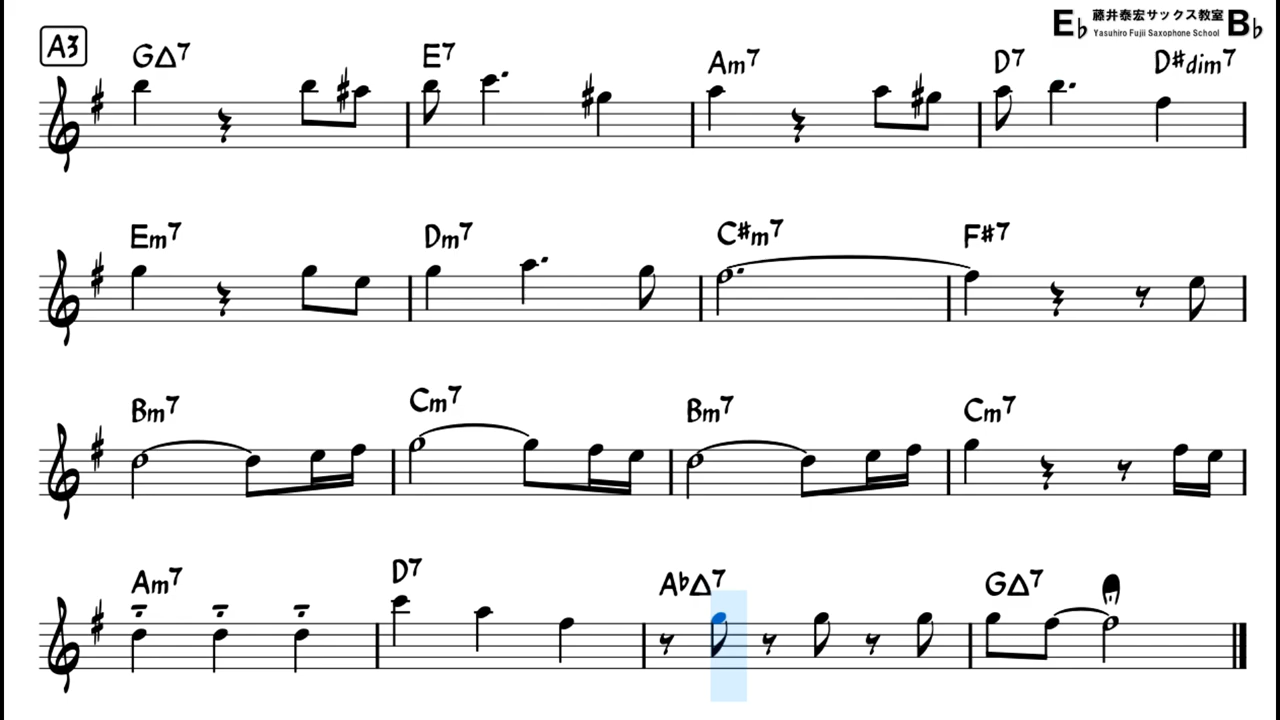 E♭ 藤井泰宏サックス教室 B♭
Yasuhiro Fujii Saxophone School
A3
G△7 E7 Am7 D7 D#dim7
Em7 Dm7 C#m7 F#7
Bm7 Cm7 Bm7 Cm7
Am7 D7 A♭△7 G△7